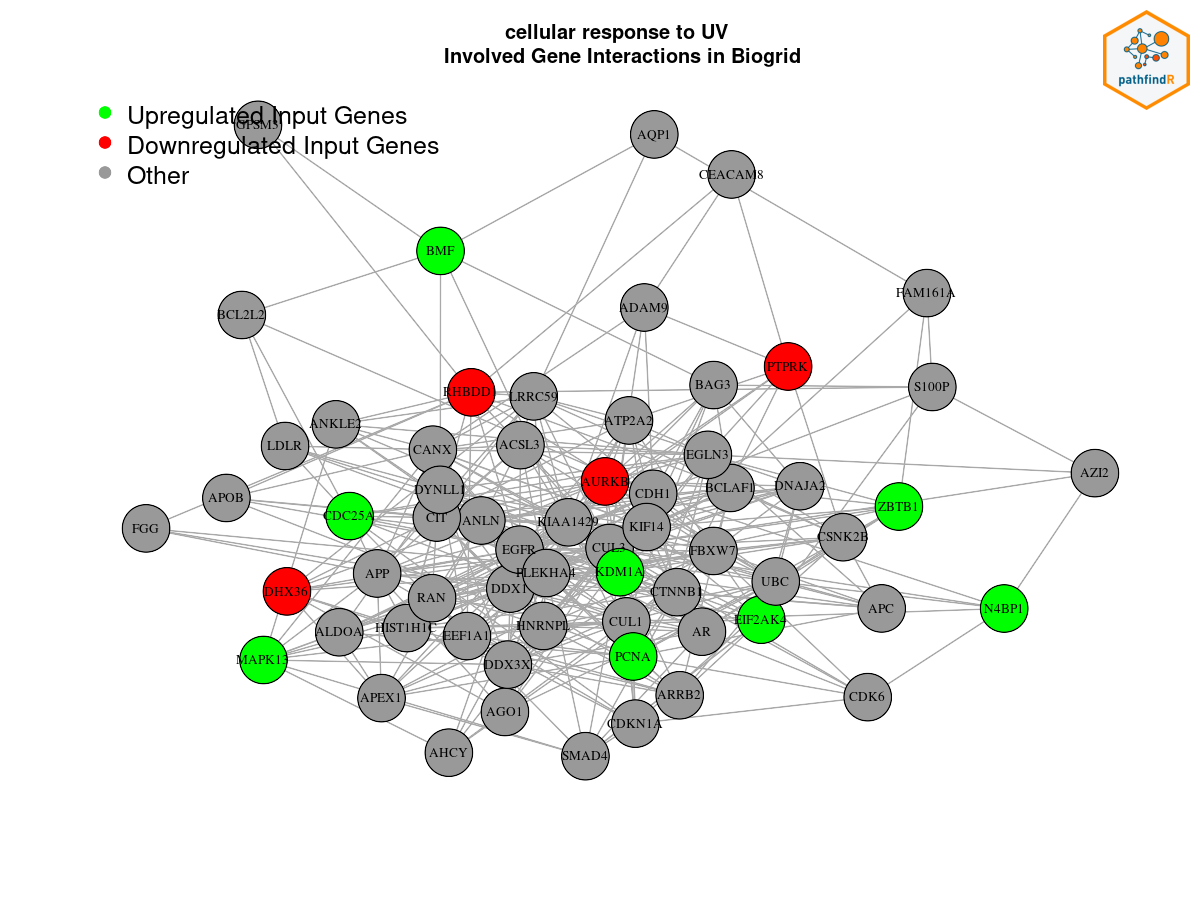 cellular response to UV
Involved Gene Interactions in Biogrid
pathfindR
Upregulated Input Genes
Downregulated Input Genes
Other
AQP1
CEACAM8
BMF
FAM161A
ADAM9
BCL2L2
PTPRK
BAG3
S100P
LRRC59
ATP2A2
ANKLE2
LDLR
CANX
ACSL3
EGLN3
AZI2
AURKB
CDH1
BCLAF1
DNAJA2
DYNLL1
APOB
ZBTB1
CDC25A
CIT
ANLN
KIAA1429
KIF14
FGG
CSNK2B
EGFR
CUL3
FBXW7
APP
PLEKHA4
KDM1A
UBC
DHX36
RAN
DDX1
CTNNB1
APC
N4BP1
ALDOA
HIST1H1C
EEF1A1
HNRNPL
CUL1
AR
EIF2AK4
MAPK13
DDX3X
PCNA
APEX1
AGO1
ARRB2
CDK6
CDKN1A
AHCY
SMAD4